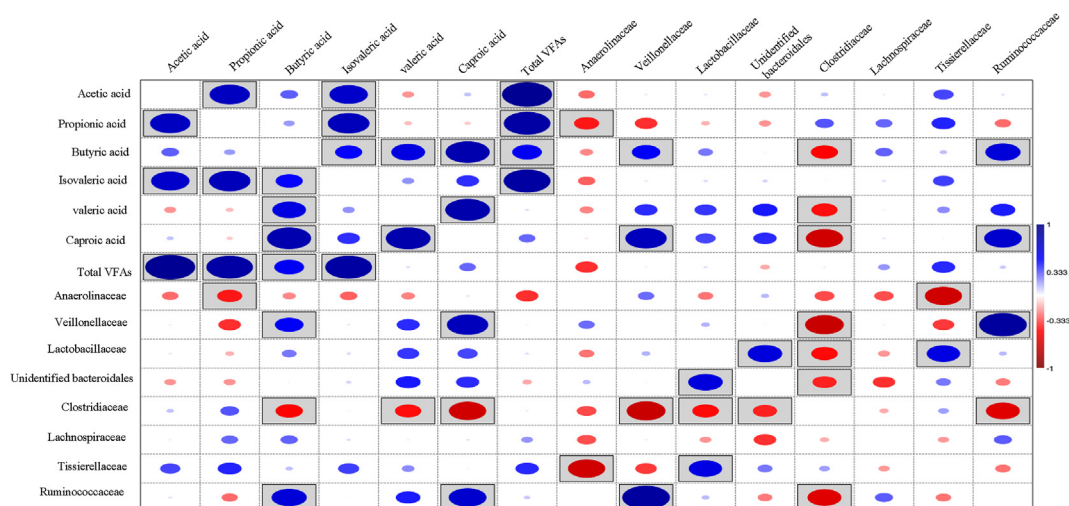 Acetic acid
Propionic acid
Butyric acid
Isovaleric acid
valeric acid
Caproic acid
Total VFAs
Anaerolinaceae
Veillonellaceae
Lactobacillaceae
Unidentified
bacteroidales
Clostridiaceae
Lachnospiraceae
Tissierellaceae
Ruminococcaceae
Acetic acid
Propionic acid
Butyric acid
Isovaleric acid
valeric acid
Caproic acid
Total VFAs
Anaerolinaceae
Veillonellaceae
Lactobacillaceae
Unidentified bacteroidales
Clostridiaceae
Lachnospiraceae
Tissierellaceae
Ruminococcaceae
1
0.333
-0.333
-1